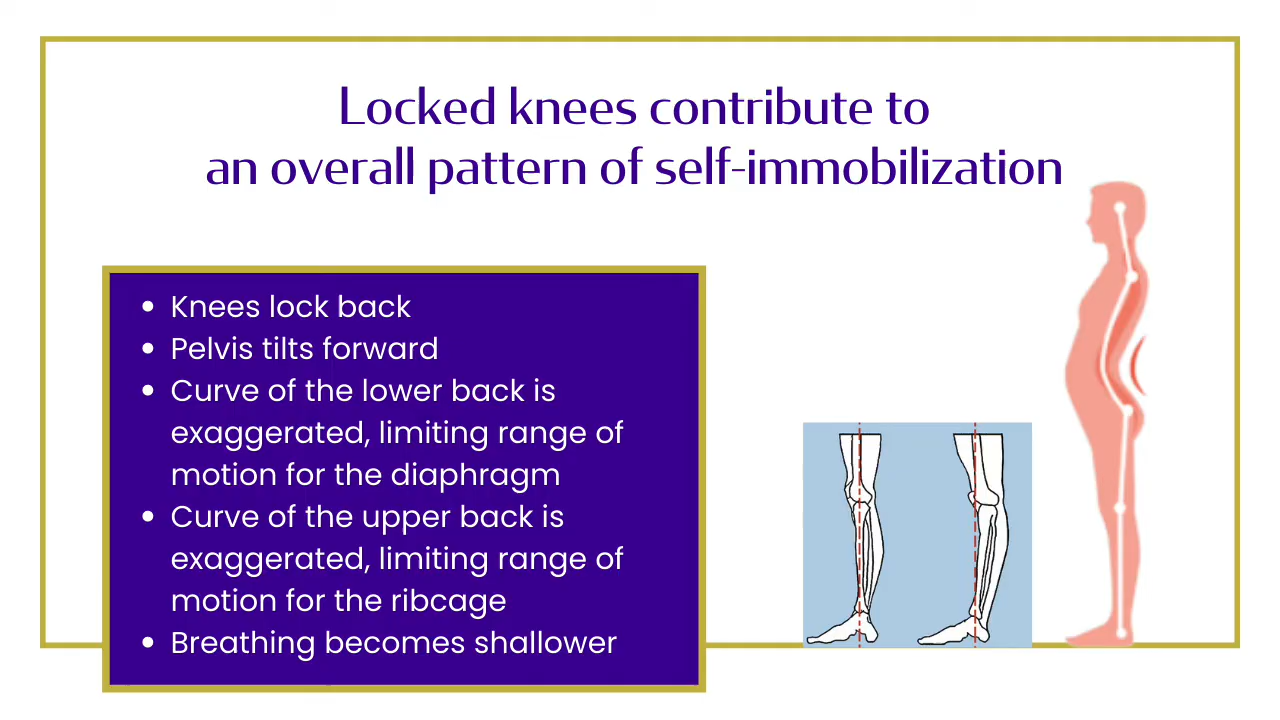 Locked knees contribute to
an overall pattern of self-immobilization
• Knees lock back
• Pelvis tilts forward
• Curve of the lower back is
exaggerated, limiting range of
motion for the diaphragm
• Curve of the upper back is
exaggerated, limiting range of
motion for the ribcage
• Breathing becomes shallower